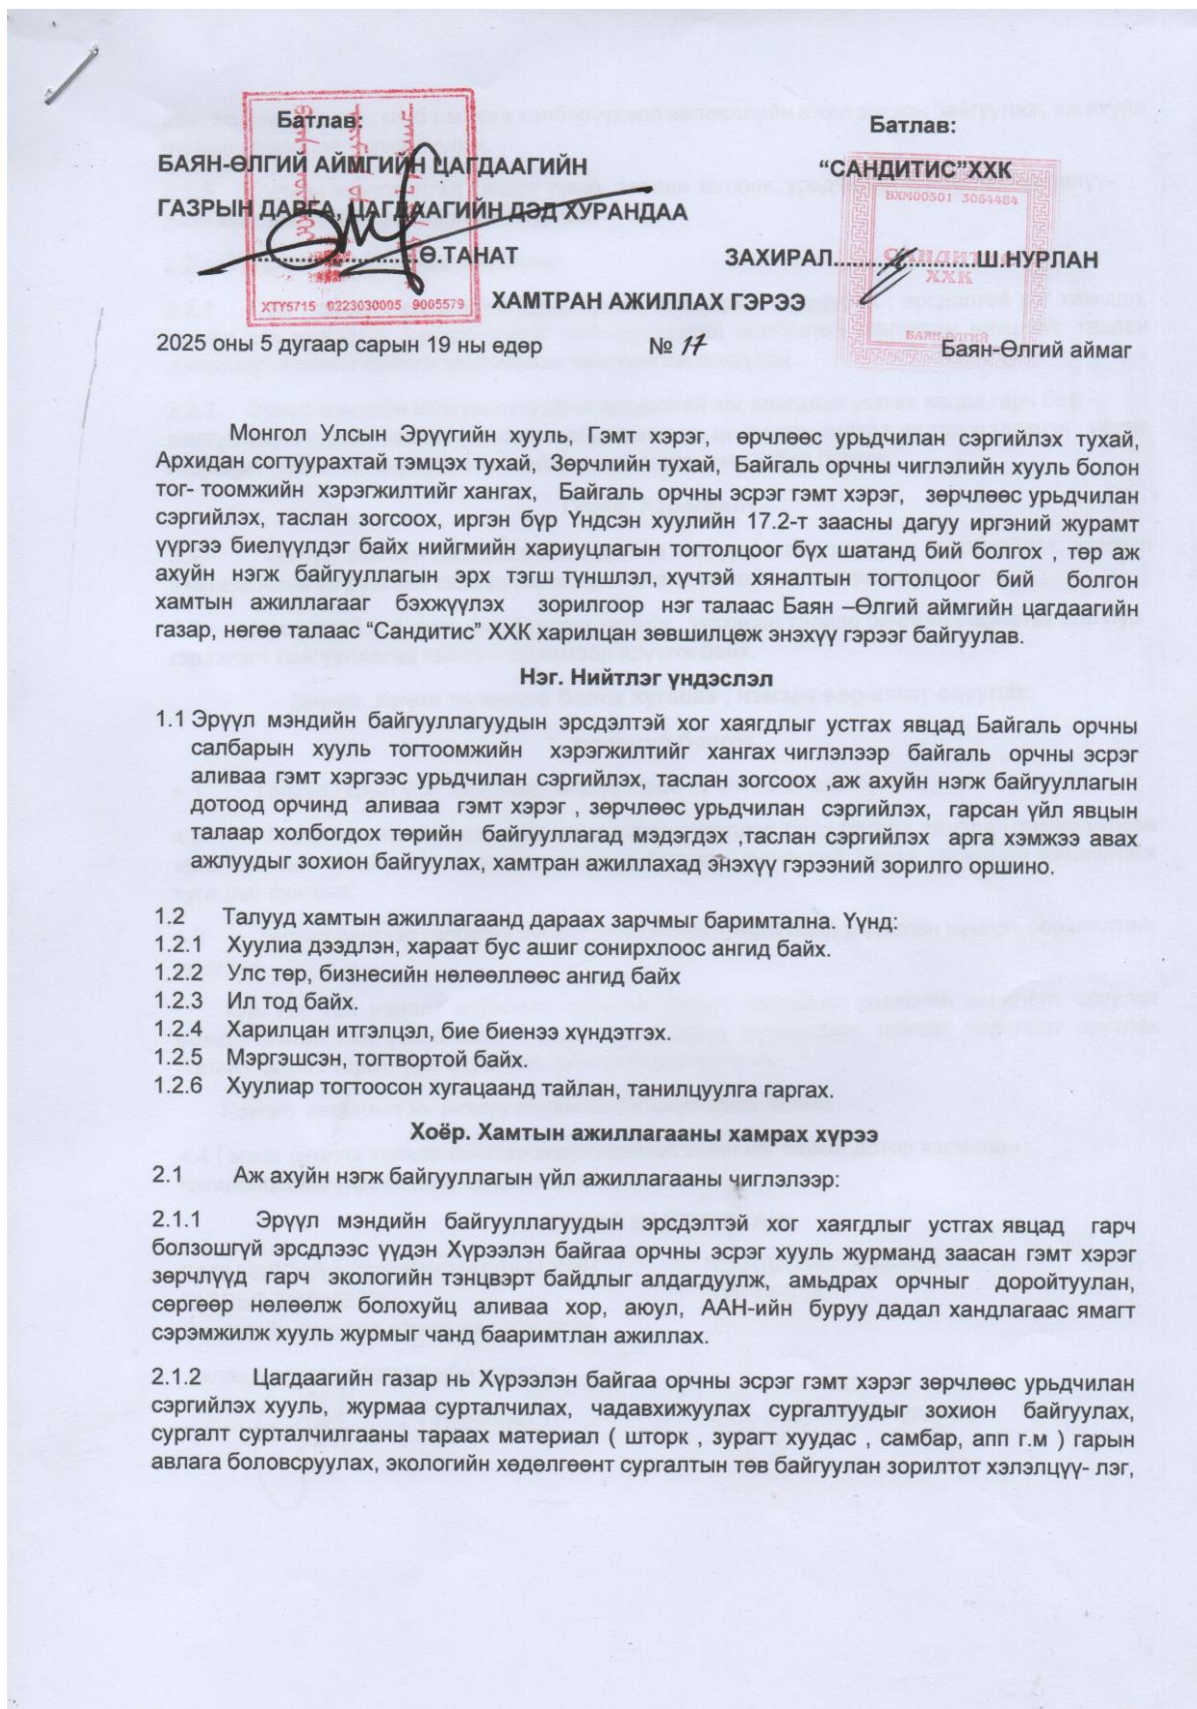 Батлав: Батлав:
БАЯН-ӨЛГИЙ АЙМГИЙН ЦАГДААГИЙН “САНДИТИС”ХХК
ГАЗРЫН ДАРГА, ЦАГДААГИЙН ДЭД ХУРАНДАА
........................Ө.ТАНАТ ЗАХИРАЛ......................Ш.НУРЛАН
БХМ00501 3064484
САНДИТИС
ХХК
БАЯН-ӨЛГИЙ
ХТҮ5715 0223030005 9005579
ХАМТРАН АЖИЛЛАХ ГЭРЭЭ
2025 оны 5 дугаар сарын 19 ны өдөр № 17 Баян-Өлгий аймаг
Монгол Улсын Эрүүгийн хууль, Гэмт хэрэг, өрчлөөс урьдчилан сэргийлэх тухай,
Архидан согтуурахтай тэмцэх тухай, Зөрчлийн тухай, Байгаль орчны чиглэлийн хууль болон
тог- тоомжийн хэрэгжилтийг хангах, Байгаль орчны эсрэг гэмт хэрэг, зөрчлөөс урьдчилан
сэргийлэх, таслан зогсоох, иргэн бүр Үндсэн хуулийн 17.2-т заасны дагуу иргэний журамт
үүргээ биелүүлдэг байх нийгмийн хариуцлагын тогтолцоог бүх шатанд бий болгох , төр аж
ахуйн нэгж байгууллагын эрх тэгш түншлэл, хүчтэй хяналтын тогтолцоог бий болгон
хамтын ажиллагааг бэхжүүлэх зорилгоор нэг талаас Баян –Өлгий аймгийн цагдаагийн
газар, нөгөө талаас “Сандитис” ХХК харилцан зөвшилцөж энэхүү гэрээг байгуулав.
Нэг. Нийтлэг үндэслэл
1.1 Эрүүл мэндийн байгууллагуудын эрсдэлтэй хог хаягдлыг устгах явцад Байгаль орчны
салбарын хууль тогтоомжийн хэрэгжилтийг хангах чиглэлээр байгаль орчны эсрэг
аливаа гэмт хэргээс урьдчилан сэргийлэх, таслан зогсоох ,аж ахуйн нэгж байгууллагын
дотоод орчинд аливаа гэмт хэрэг , зөрчлөөс урьдчилан сэргийлэх, гарсан үйл явцын
талаар холбогдох төрийн байгууллагад мэдэгдэх ,таслан сэргийлэх арга хэмжээ авах
ажлуудыг зохион байгуулах, хамтран ажиллахад энэхүү гэрээний зорилго оршино.
1.2 Талууд хамтын ажиллагаанд дараах зарчмыг баримтална. Үүнд:
1.2.1 Хуулиа дээдлэн, хараат бус ашиг сонирхлоос ангид байх.
1.2.2 Улс төр, бизнесийн нөлөөллөөс ангид байх
1.2.3 Ил тод байх.
1.2.4 Харилцан итгэлцэл, бие биенээ хүндэтгэх.
1.2.5 Мэргэшсэн, тогтвортой байх.
1.2.6 Хуулиар тогтоосон хугацаанд тайлан, танилцуулга гаргах.
Хоёр. Хамтын ажиллагааны хамрах хүрээ
2.1 Аж ахуйн нэгж байгууллагын үйл ажиллагааны чиглэлээр:
2.1.1 Эрүүл мэндийн байгууллагуудын эрсдэлтэй хог хаягдлыг устгах явцад гарч
болзошгүй эрсдлээс үүдэн Хүрээлэн байгаа орчны эсрэг хууль журманд заасан гэмт хэрэг
зөрчлүүд гарч экологийн тэнцвэрт байдлыг алдагдуулж, амьдрах орчныг доройтуулан,
сөргөөр нөлөөлж болохуйц аливаа хор, аюул, ААН-ийн буруу дадал хандлагаас ямагт
сэрэмжилж хууль журмыг чанд бааримтлан ажиллах.
2.1.2 Цагдаагийн газар нь Хүрээлэн байгаа орчны эсрэг гэмт хэрэг зөрчлөөс урьдчилан
сэргийлэх хууль, журмаа сурталчилах, чадавхижуулах сургалтуудыг зохион байгуулах,
сургалт сурталчилгааны тараах материал ( шторк , зурагт хуудас , самбар, апп г.м ) гарын
авлага боловсруулах, экологийн хөдөлгөөнт сургалтын төв байгуулан зорилтот хэлэлцүү- лэг,